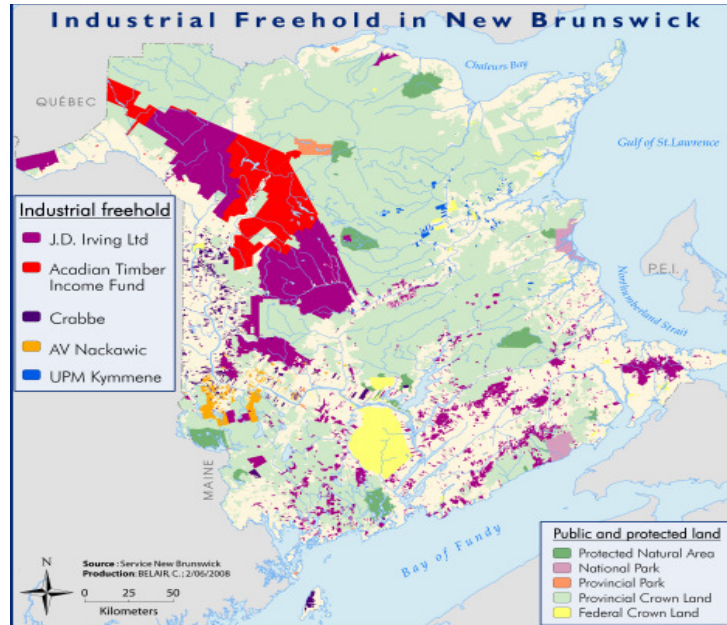 Industrial Freehold in New Brunswick
Chaleurs Bay
QUÉBEC
Gulf of St. Lawrence
Industrial freehold
J.D. Irving Ltd
Acadian Timber
Income Fund
Crabbe
AV Nackawic
UPM Kymmene
P.E.I.
Northumberland Strait
MAINE
Bay of Fundy
Source : Service New Brunswick
Production: BELAIR, C.; 2/06/2008
N
0 25 50
Kilometers
Public and protected land
Protected Natural Area
National Park
Provincial Park
Provincial Crown Land
Federal Crown Land